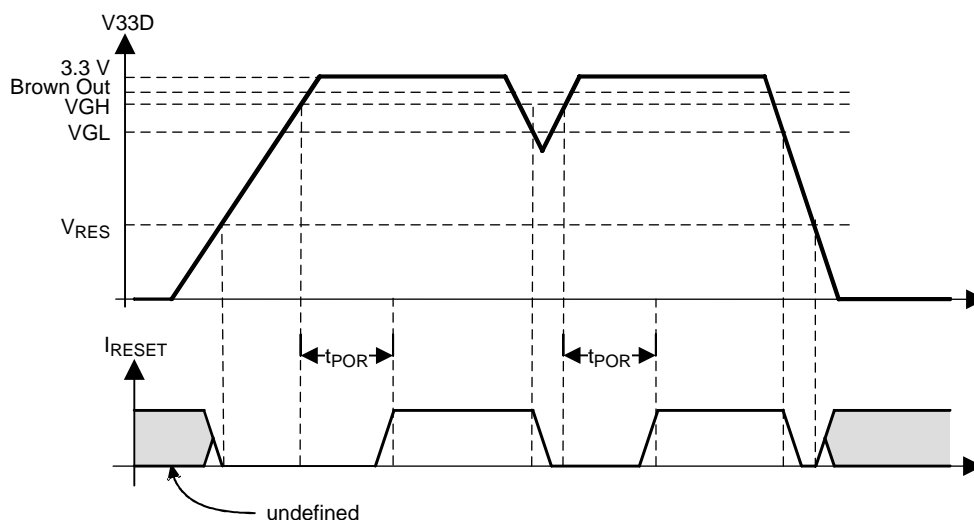 V33D
3.3 V
Brown Out
VGH
VGL
VRES
IRESET
tPOR
tPOR
undefined